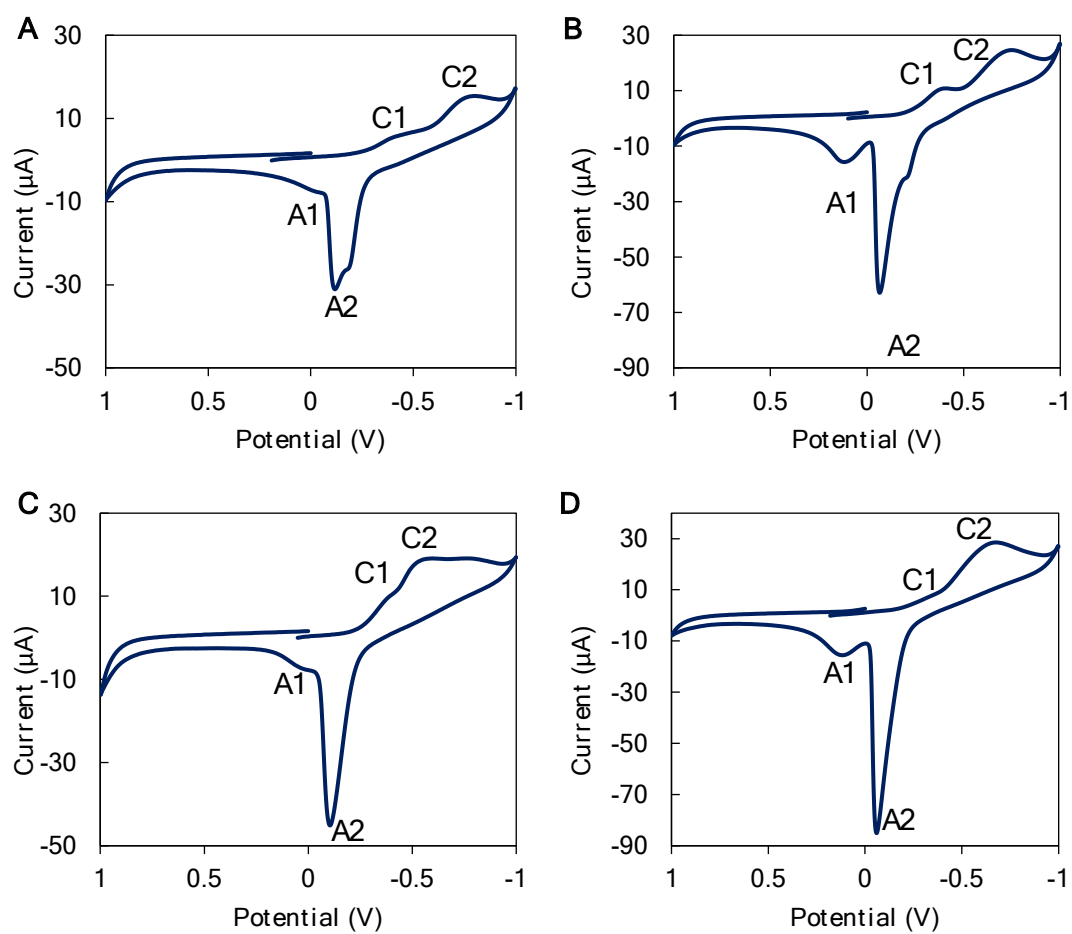 A
30
10
-10
-30
-50
Current (µA)
C1
C2
A1
A2
1
0.5
0
-0.5
-1
Potential (V)
B
30
10
-10
-30
-50
-70
-90
Current (µA)
C1
C2
A1
A2
1
0.5
0
-0.5
-1
Potential (V)
C
30
10
-10
-30
-50
Current (µA)
C1
C2
A1
A2
1
0.5
0
-0.5
-1
Potential (V)
D
30
10
-10
-30
-50
-70
-90
Current (µA)
C1
C2
A1
A2
1
0.5
0
-0.5
-1
Potential (V)